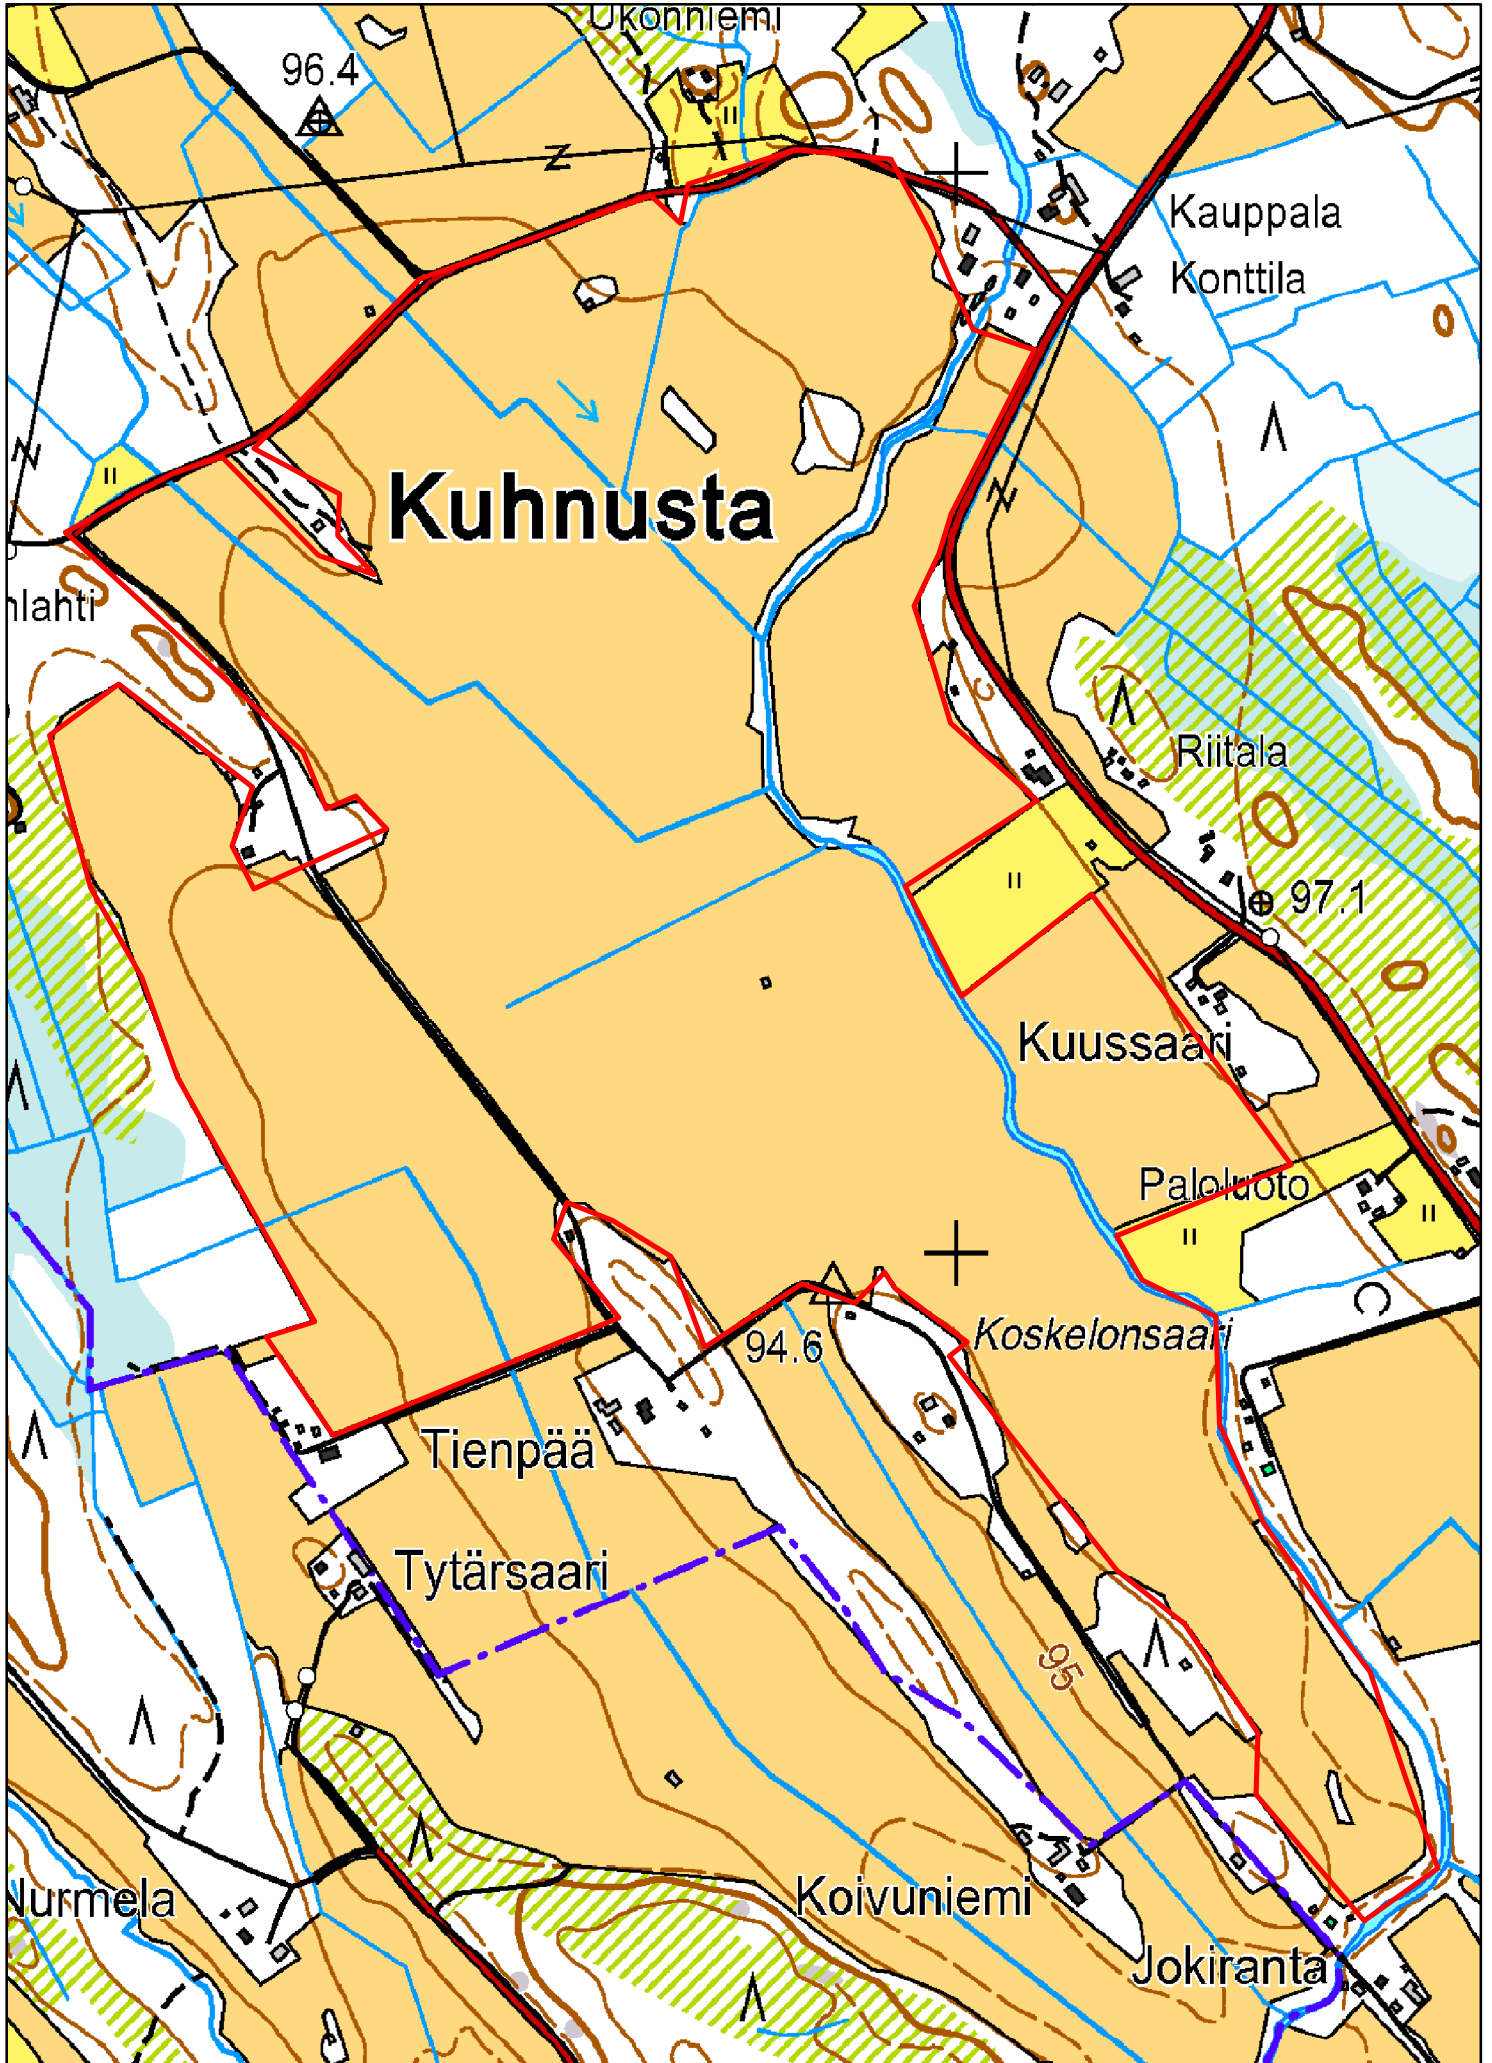 Ukonniemi
96.4
Kauppala
Konttila
Kuhnusta
nlahti
Riitala
97.1
Kuussaari
Paloluoto
94.6
Koskelonsaari
Tienpää
Tytärsaari
95
Nurmela
Koivuniemi
Jokiranta